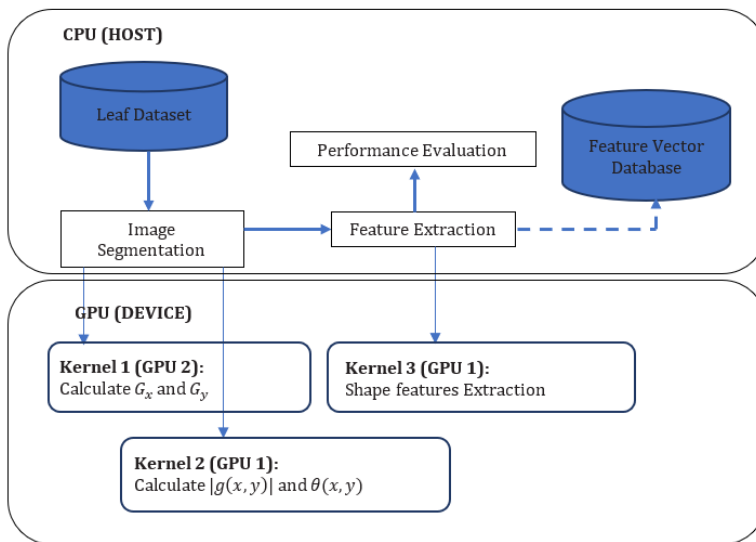 CPU (HOST)
Leaf Dataset
Performance Evaluation
Feature Vector
Database
Image
Segmentation
Feature Extraction
GPU (DEVICE)
Kernel 1 (GPU 2):
Calculate Gₓ and Gᵧ
Kernel 3 (GPU 1):
Shape features Extraction
Kernel 2 (GPU 1):
Calculate |g(x, y)| and θ(x, y)